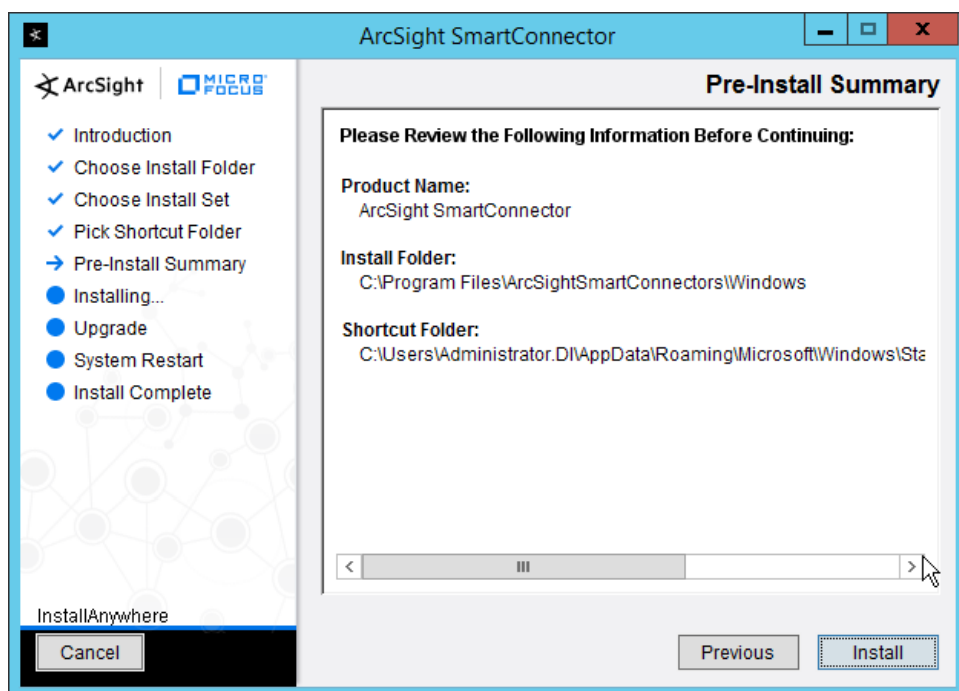 ArcSight SmartConnector
ArcSight
MICRO FOCUS
Pre-Install Summary
Introduction
Choose Install Folder
Choose Install Set
Pick Shortcut Folder
Pre-Install Summary
Installing...
Upgrade
System Restart
Install Complete
Please Review the Following Information Before Continuing:
Product Name:
ArcSight SmartConnector
Install Folder:
C:\Program Files\ArcSightSmartConnectors\Windows
Shortcut Folder:
C:\Users\Administrator.DI\AppData\Roaming\Microsoft\Windows\Sta
InstallAnywhere
Cancel
Previous
Install